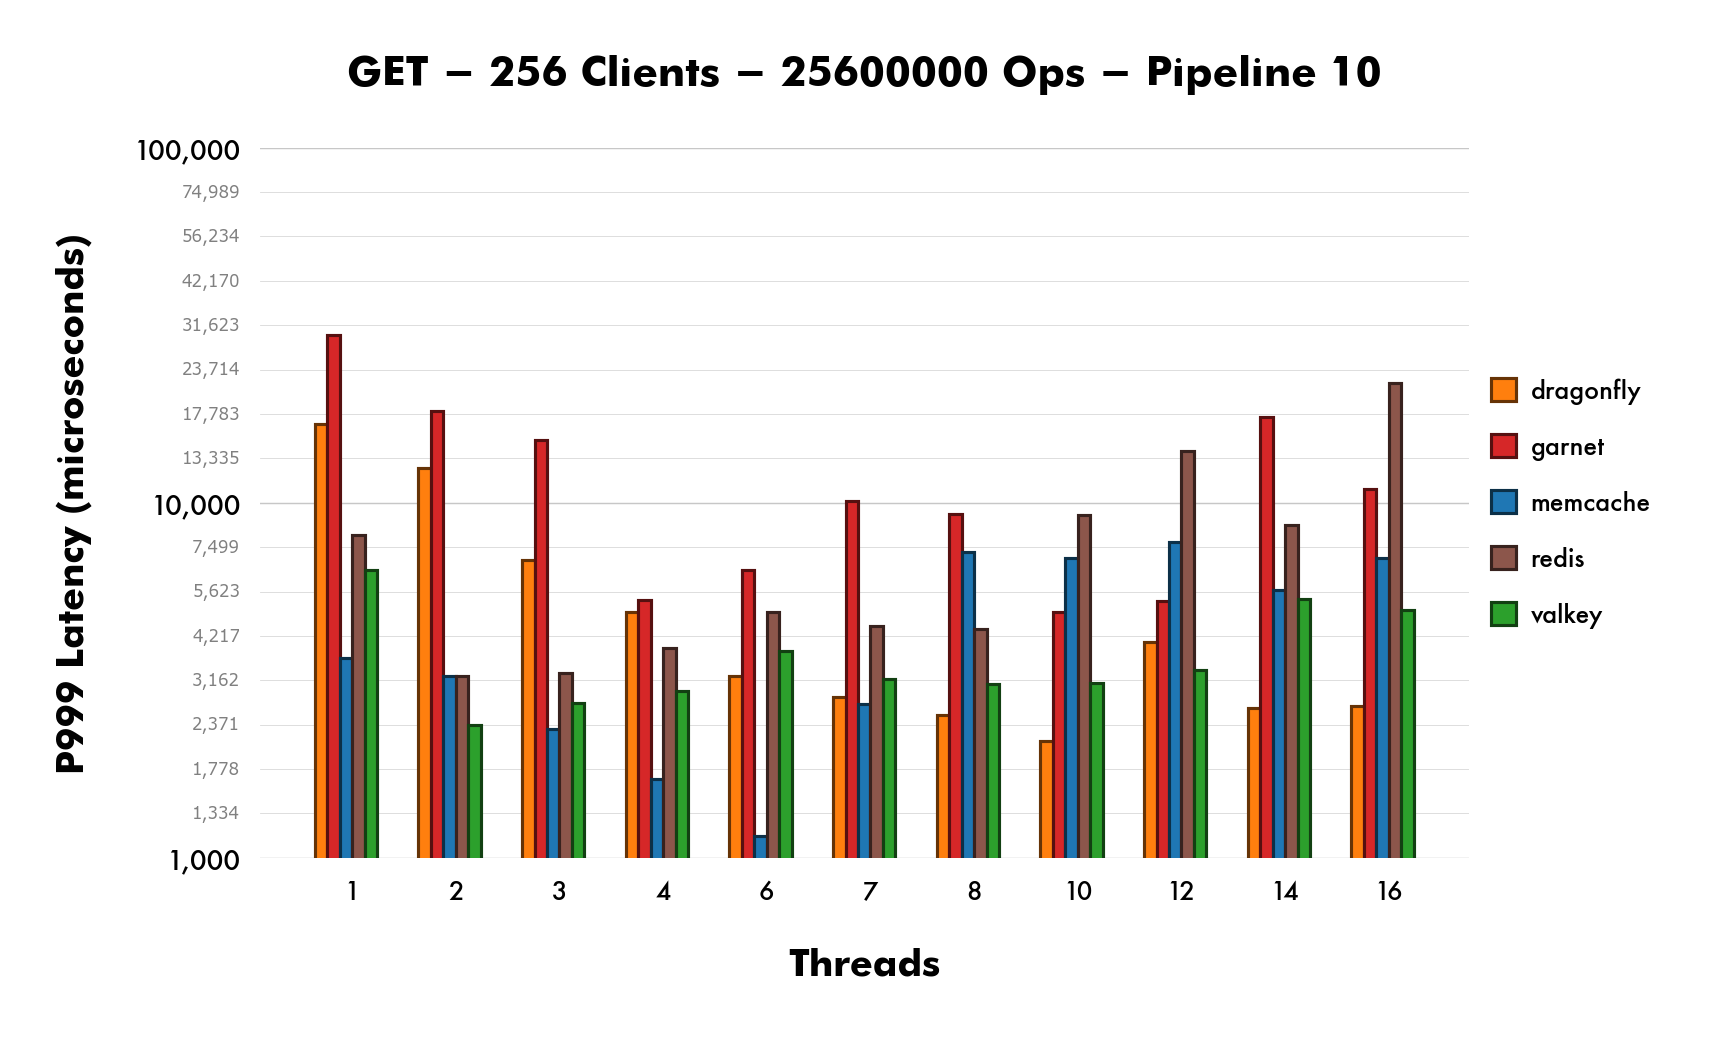 GET – 256 Clients – 25600000 Ops – Pipeline 10
P9999 Latency (microseconds)
100,000
74,989
56,234
42,170
31,623
23,714
17,783
13,335
10,000
7,499
5,623
4,217
3,162
2,371
1,778
1,334
1,000
1 2 3 4 6 7 8 10 12 14 16
Threads
dragonfly
garnet
memcache
redis
valkey